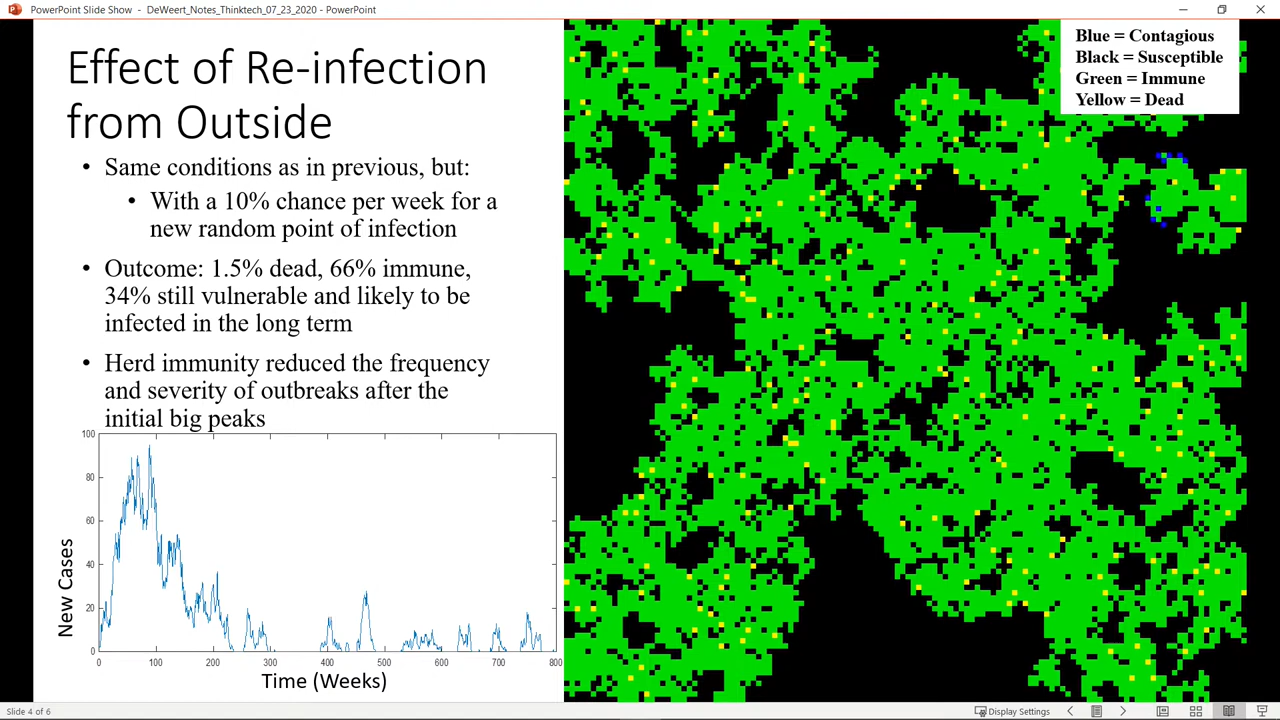 PowerPoint Slide Show - DeWeert_Notes_Thinktech_07_23_2020 - PowerPoint
Effect of Re-infection
from Outside
• Same conditions as in previous, but:
• With a 10% chance per week for a
new random point of infection
• Outcome: 1.5% dead, 66% immune,
34% still vulnerable and likely to be
infected in the long term
• Herd immunity reduced the frequency
and severity of outbreaks after the
initial big peaks
Blue = Contagious
Black = Susceptible
Green = Immune
Yellow = Dead
100
80
60
40
20
0
New Cases
0 100 200 300 400 500 600 700 800
Time (Weeks)
Slide 4 of 6
Display Settings